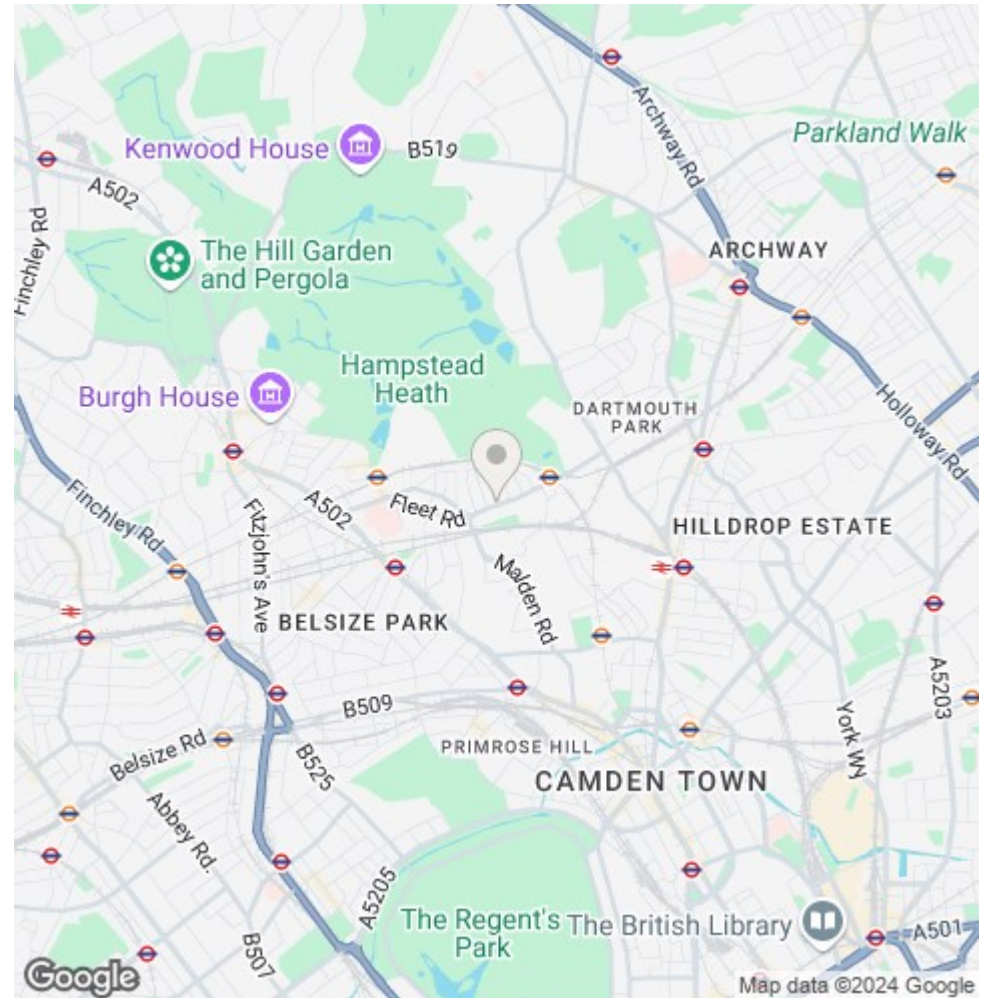 Archway Rd
Parkland Walk
Kenwood House
B519
A502
Finchley Rd
The Hill Garden
and Pergola
ARCHWAY
Hampstead
Heath
Burgh House
DARTMOUTH
PARK
Holloway Rd
Finchley Rd
A502
Fleet Rd
Fitzjohn's Ave
HILLDROP ESTATE
Malden Rd
BELSIZE PARK
A5203
B509
York Wy
Belsize Rd
PRIMROSE HILL
B525
CAMDEN TOWN
Abbey Rd.
A5205
The Regent's
Park
The British Library
A501
B507
Google
Map data ©2024 Google